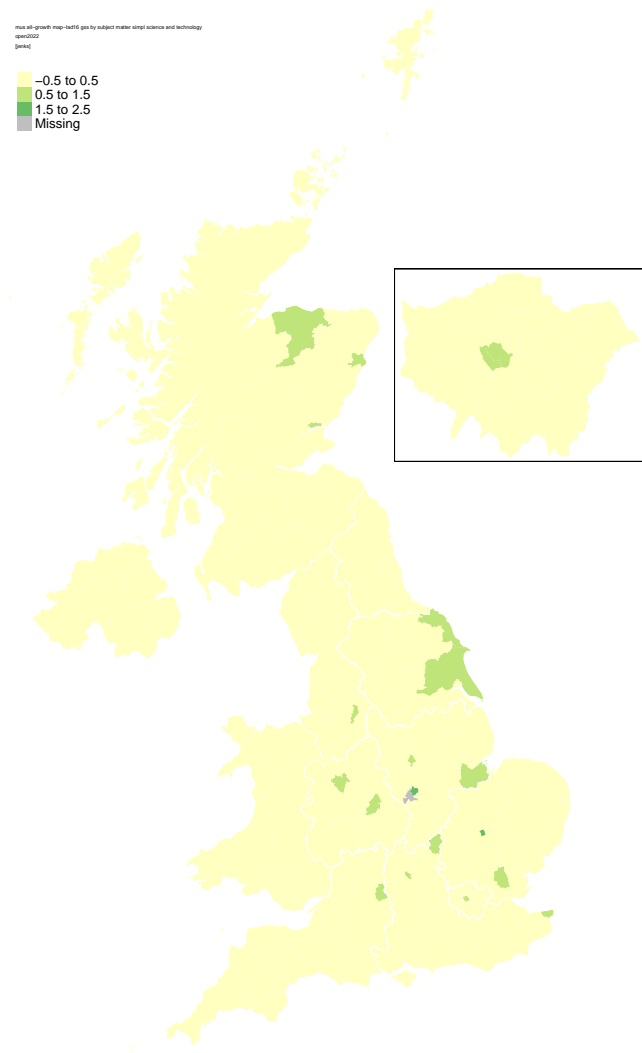 mus all−growth map−lad16 gss by subject matter simpl science and technology
open2022
[jenks]
−0.5 to 0.5
0.5 to 1.5
1.5 to 2.5
Missing